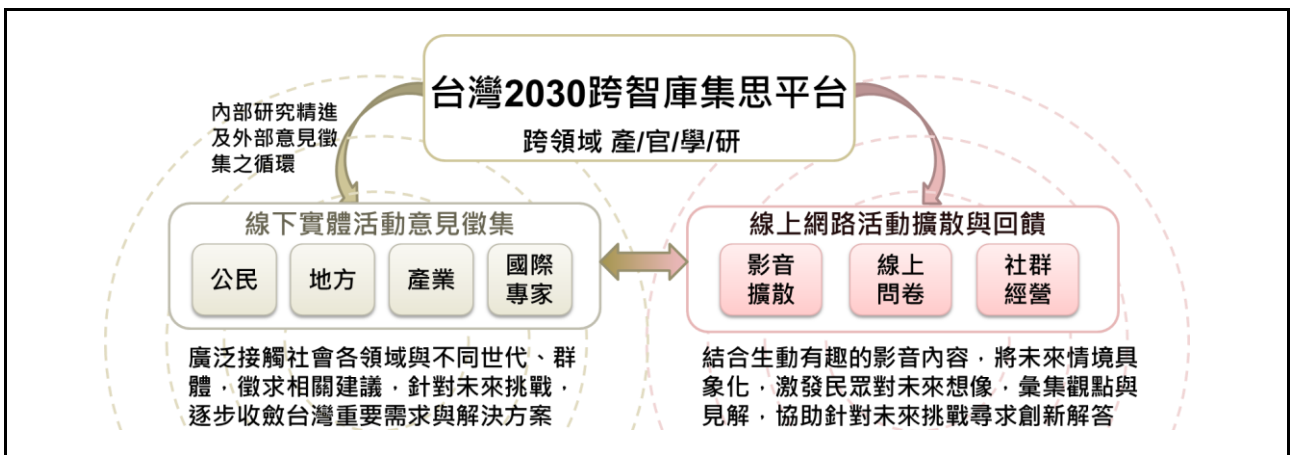 台灣2030跨智庫集思平台
跨領域 產/官/學/研
內部研究精進
及外部意見徵
集之循環
線下實體活動意見徵集
公民
地方
產業
國際
專家
廣泛接觸社會各領域與不同世代、群
體，徵求相關建議，針對未來挑戰，
逐步收斂台灣重要需求與解決方案
線上網路活動擴散與回饋
影音
擴散
線上
問卷
社群
經營
結合生動有趣的影音內容，將未來情境具
象化，激發民眾對未來想像，彙集觀點與
見解，協助針對未來挑戰尋求創新解答